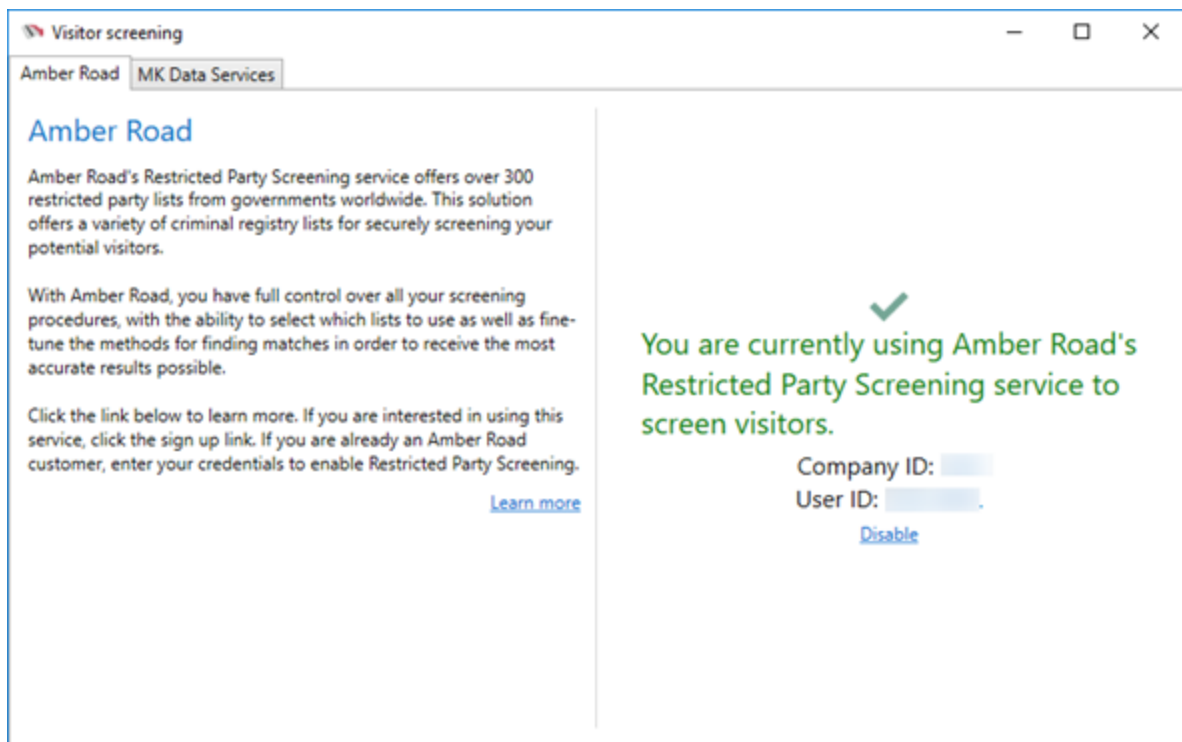 Visitor screening
Amber Road
MK Data Services
Amber Road
Amber Road's Restricted Party Screening service offers over 300
restricted party lists from governments worldwide. This solution
offers a variety of criminal registry lists for securely screening your
potential visitors.
With Amber Road, you have full control over all your screening
procedures, with the ability to select which lists to use as well as fine-
tune the methods for finding matches in order to receive the most
accurate results possible.
Click the link below to learn more. If you are interested in using this
service, click the sign up link. If you are already an Amber Road
customer, enter your credentials to enable Restricted Party Screening.
Learn more
You are currently using Amber Road's
Restricted Party Screening service to
screen visitors.
Company ID:
User ID: .
Disable